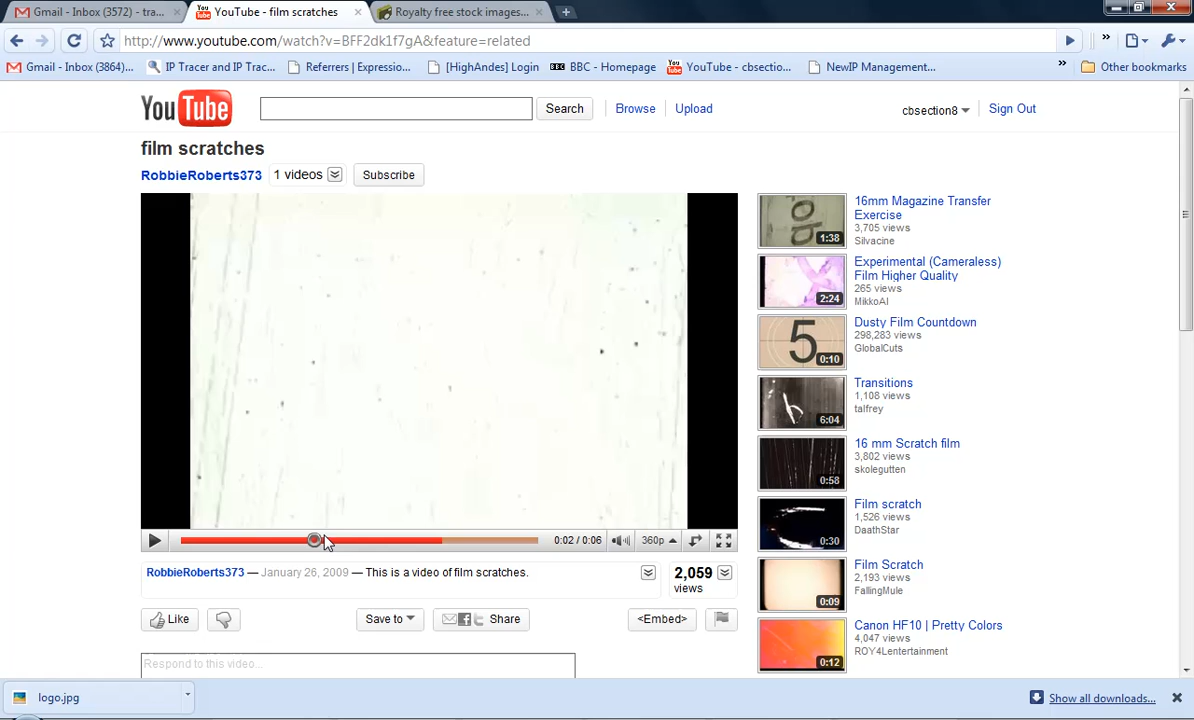 Gmail - Inbox (3572) - tra...
YouTube - film scratches
Royalty free stock images...
http://www.youtube.com/watch?v=BFF2dk1f7gA&feature=related
Gmail - Inbox (3864)...
IP Tracer and IP Trac...
Referrers | Expressio...
[HighAndes] Login
BBC BBC - Homepage
You Tube YouTube - cbsectio...
NewIP Management...
Other bookmarks
YouTube
Search
Browse
Upload
cbsection8
Sign Out
film scratches
RobbieRoberts373
1 videos
Subscribe
0:02 / 0:06
360p
RobbieRoberts373 — January 26, 2009 — This is a video of film scratches.
2,059
views
Like
Save to
Share
<Embed>
Respond to this video...
ob
1:38
16mm Magazine Transfer
Exercise
3,705 views
Silvacine
2:24
Experimental (Cameraless)
Film Higher Quality
265 views
MikkoAl
5
0:10
Dusty Film Countdown
298,283 views
GlobalCuts
6:04
Transitions
1,108 views
talfrey
0:58
16 mm Scratch film
3,802 views
skolegutten
0:30
Film scratch
1,526 views
DaathStar
0:09
Film Scratch
2,193 views
FallingMule
0:12
Canon HF10 | Pretty Colors
4,047 views
ROY4Lentertainment
logo.jpg
Show all downloads...